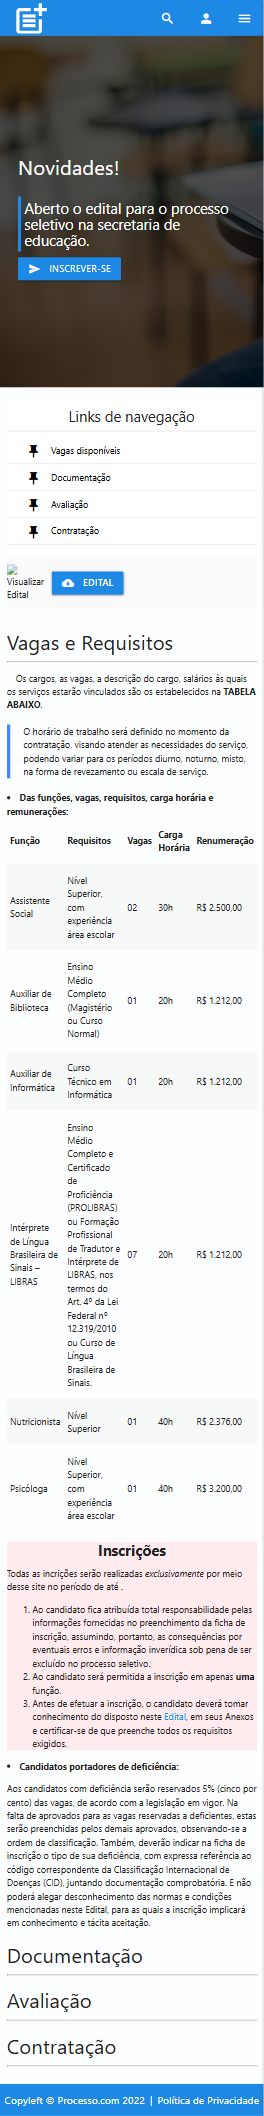 Novidades!
Aberto o edital para o processo
seletivo na secretaria de
educação.
INSCREVER-SE
Links de navegação
Vagas disponíveis
Documentação
Avaliação
Contratação
Visualizar
Edital
EDITAL
Vagas e Requisitos
Os cargos, as vagas, a descrição do cargo, salários às quais
os serviços estarão vinculados são os estabelecidos na TABELA
ABAIXO.
O horário de trabalho será definido no momento da
contratação, visando atender as necessidades do serviço,
podendo variar para os períodos diurno, noturno, misto,
na forma de revezamento ou escala de serviço.
• Das funções, vagas, requisitos, carga horária e
remunerações:
Função Requisitos Vagas Carga Horária Renumeração
Assistente Social
Nível
Superior,
com
experiência
área escolar
02 30h R$ 2.500,00
Auxiliar de Biblioteca
Ensino
Médio
Completo
(Magistério
ou Curso
Normal)
01 20h R$ 1.212,00
Auxiliar de Informática
Curso
Técnico em
Informática
01 20h R$ 1.212,00
Intérprete
de Língua
Brasileira de
Sinais –
LIBRAS
Ensino
Médio
Completo e
Certificado
de
Proficiência
(PROLIBRAS)
ou Formação
Profissional
de Tradutor e
Intérprete de
LIBRAS, nos
termos do
Art. 4º da Lei
Federal nº
12.319/2010
ou Curso de
Língua
Brasileira de
Sinais.
07 20h R$ 1.212,00
Nutricionista
Nível
Superior
01 40h R$ 2.376,00
Psicóloga
Nível
Superior,
com
experiência
área escolar
01 40h R$ 3.200,00
Inscrições
Todas as incrições serão realizadas exclusivamente por meio
desse site no período de até .
1. Ao candidato fica atribuída total responsabilidade pelas
informações fornecidas no preenchimento da ficha de
inscrição, assumindo, portanto, as consequências por
eventuais erros e informação inverídica sob pena de ser
excluído no processo seletivo.
2. Ao candidato será permitida a inscrição em apenas uma
função.
3. Antes de efetuar a inscrição, o candidato deverá tomar
conhecimento do disposto neste Edital, em seus Anexos
e certificar-se de que preenche todos os requisitos
exigidos.
• Candidatos portadores de deficiência:
Aos candidatos com deficiência serão reservados 5% (cinco por
cento) das vagas, de acordo com a legislação em vigor. Na
falta de aprovados para as vagas reservadas a deficientes, estas
serão preenchidas pelos demais aprovados, observando-se a
ordem de classificação. Também, deverão indicar na ficha de
inscrição o tipo de sua deficiência, com expressa referência ao
código correspondente da Classificação Internacional de
Doenças (CID), juntando documentação comprobatória. E não
poderá alegar desconhecimento das normas e condições
mencionadas neste Edital, para as quais a inscrição implicará
em conhecimento e tácita aceitação.
Documentação
Avaliação
Contratação
Copyleft © Processo.com 2022 | Política de Privacidade